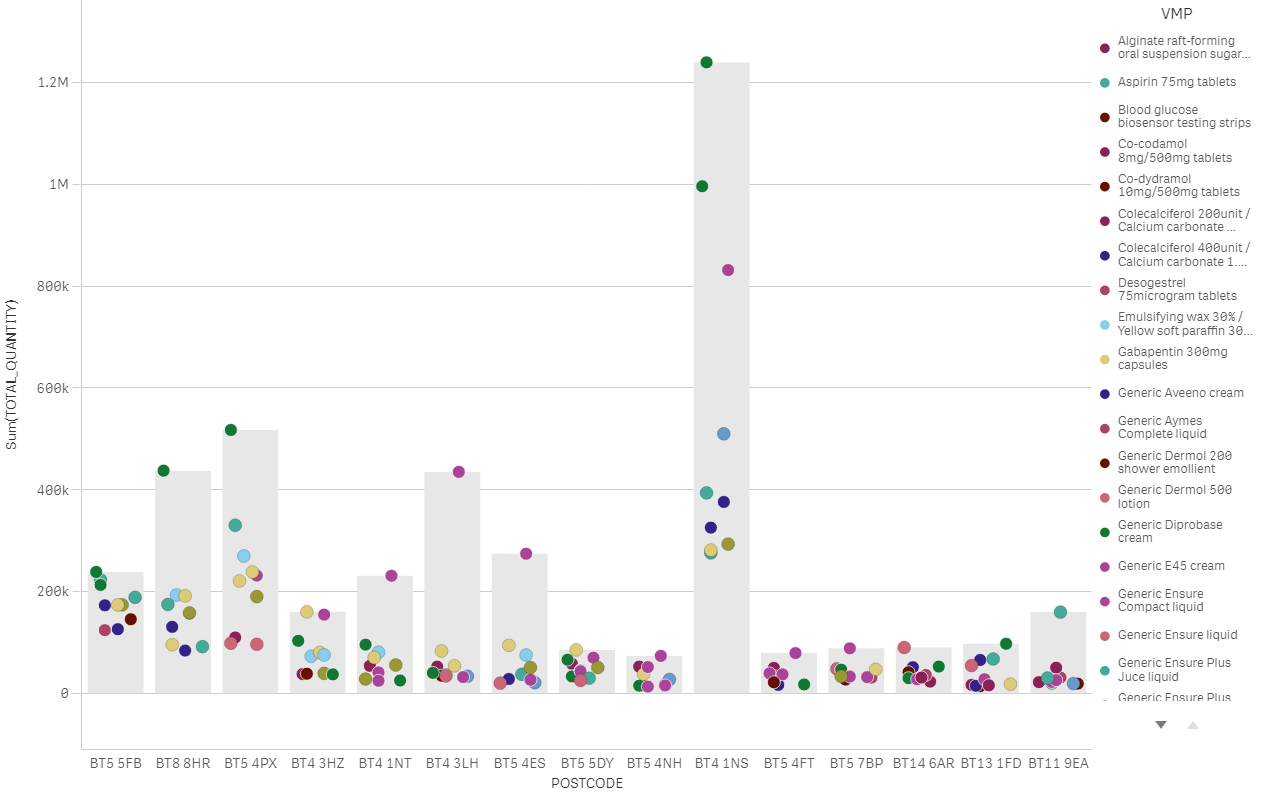 VMP
Alginate raft-forming
oral suspension sugar...
Aspirin 75mg tablets
Blood glucose
biosensor testing strips
Co-codamol
8mg/500mg tablets
Co-dydramol
10mg/500mg tablets
Colecalciferol 200unit /
Calcium carbonate ...
Colecalciferol 400unit /
Calcium carbonate 1....
Desogestrel
75microgram tablets
Emulsifying wax 30% /
Yellow soft paraffin 30...
Gabapentin 300mg
capsules
Generic Aveeno cream
Generic Aymes
Complete liquid
Generic Dermol 200
shower emollient
Generic Dermol 500
lotion
Generic Diprobase
cream
Generic E45 cream
Generic Ensure
Compact liquid
Generic Ensure liquid
Generic Ensure Plus
Juce liquid
Generic Ensure Plus
Sum(TOTAL_QUANTITY)
1.2M
1M
800k
600k
400k
200k
0
BT5 5FB BT8 8HR BT5 4PX BT4 3HZ BT4 1NT BT4 3LH BT5 4ES BT5 5DY BT5 4NH BT4 1NS BT5 4FT BT5 7BP BT14 6AR BT13 1FD BT11 9EA
POSTCODE